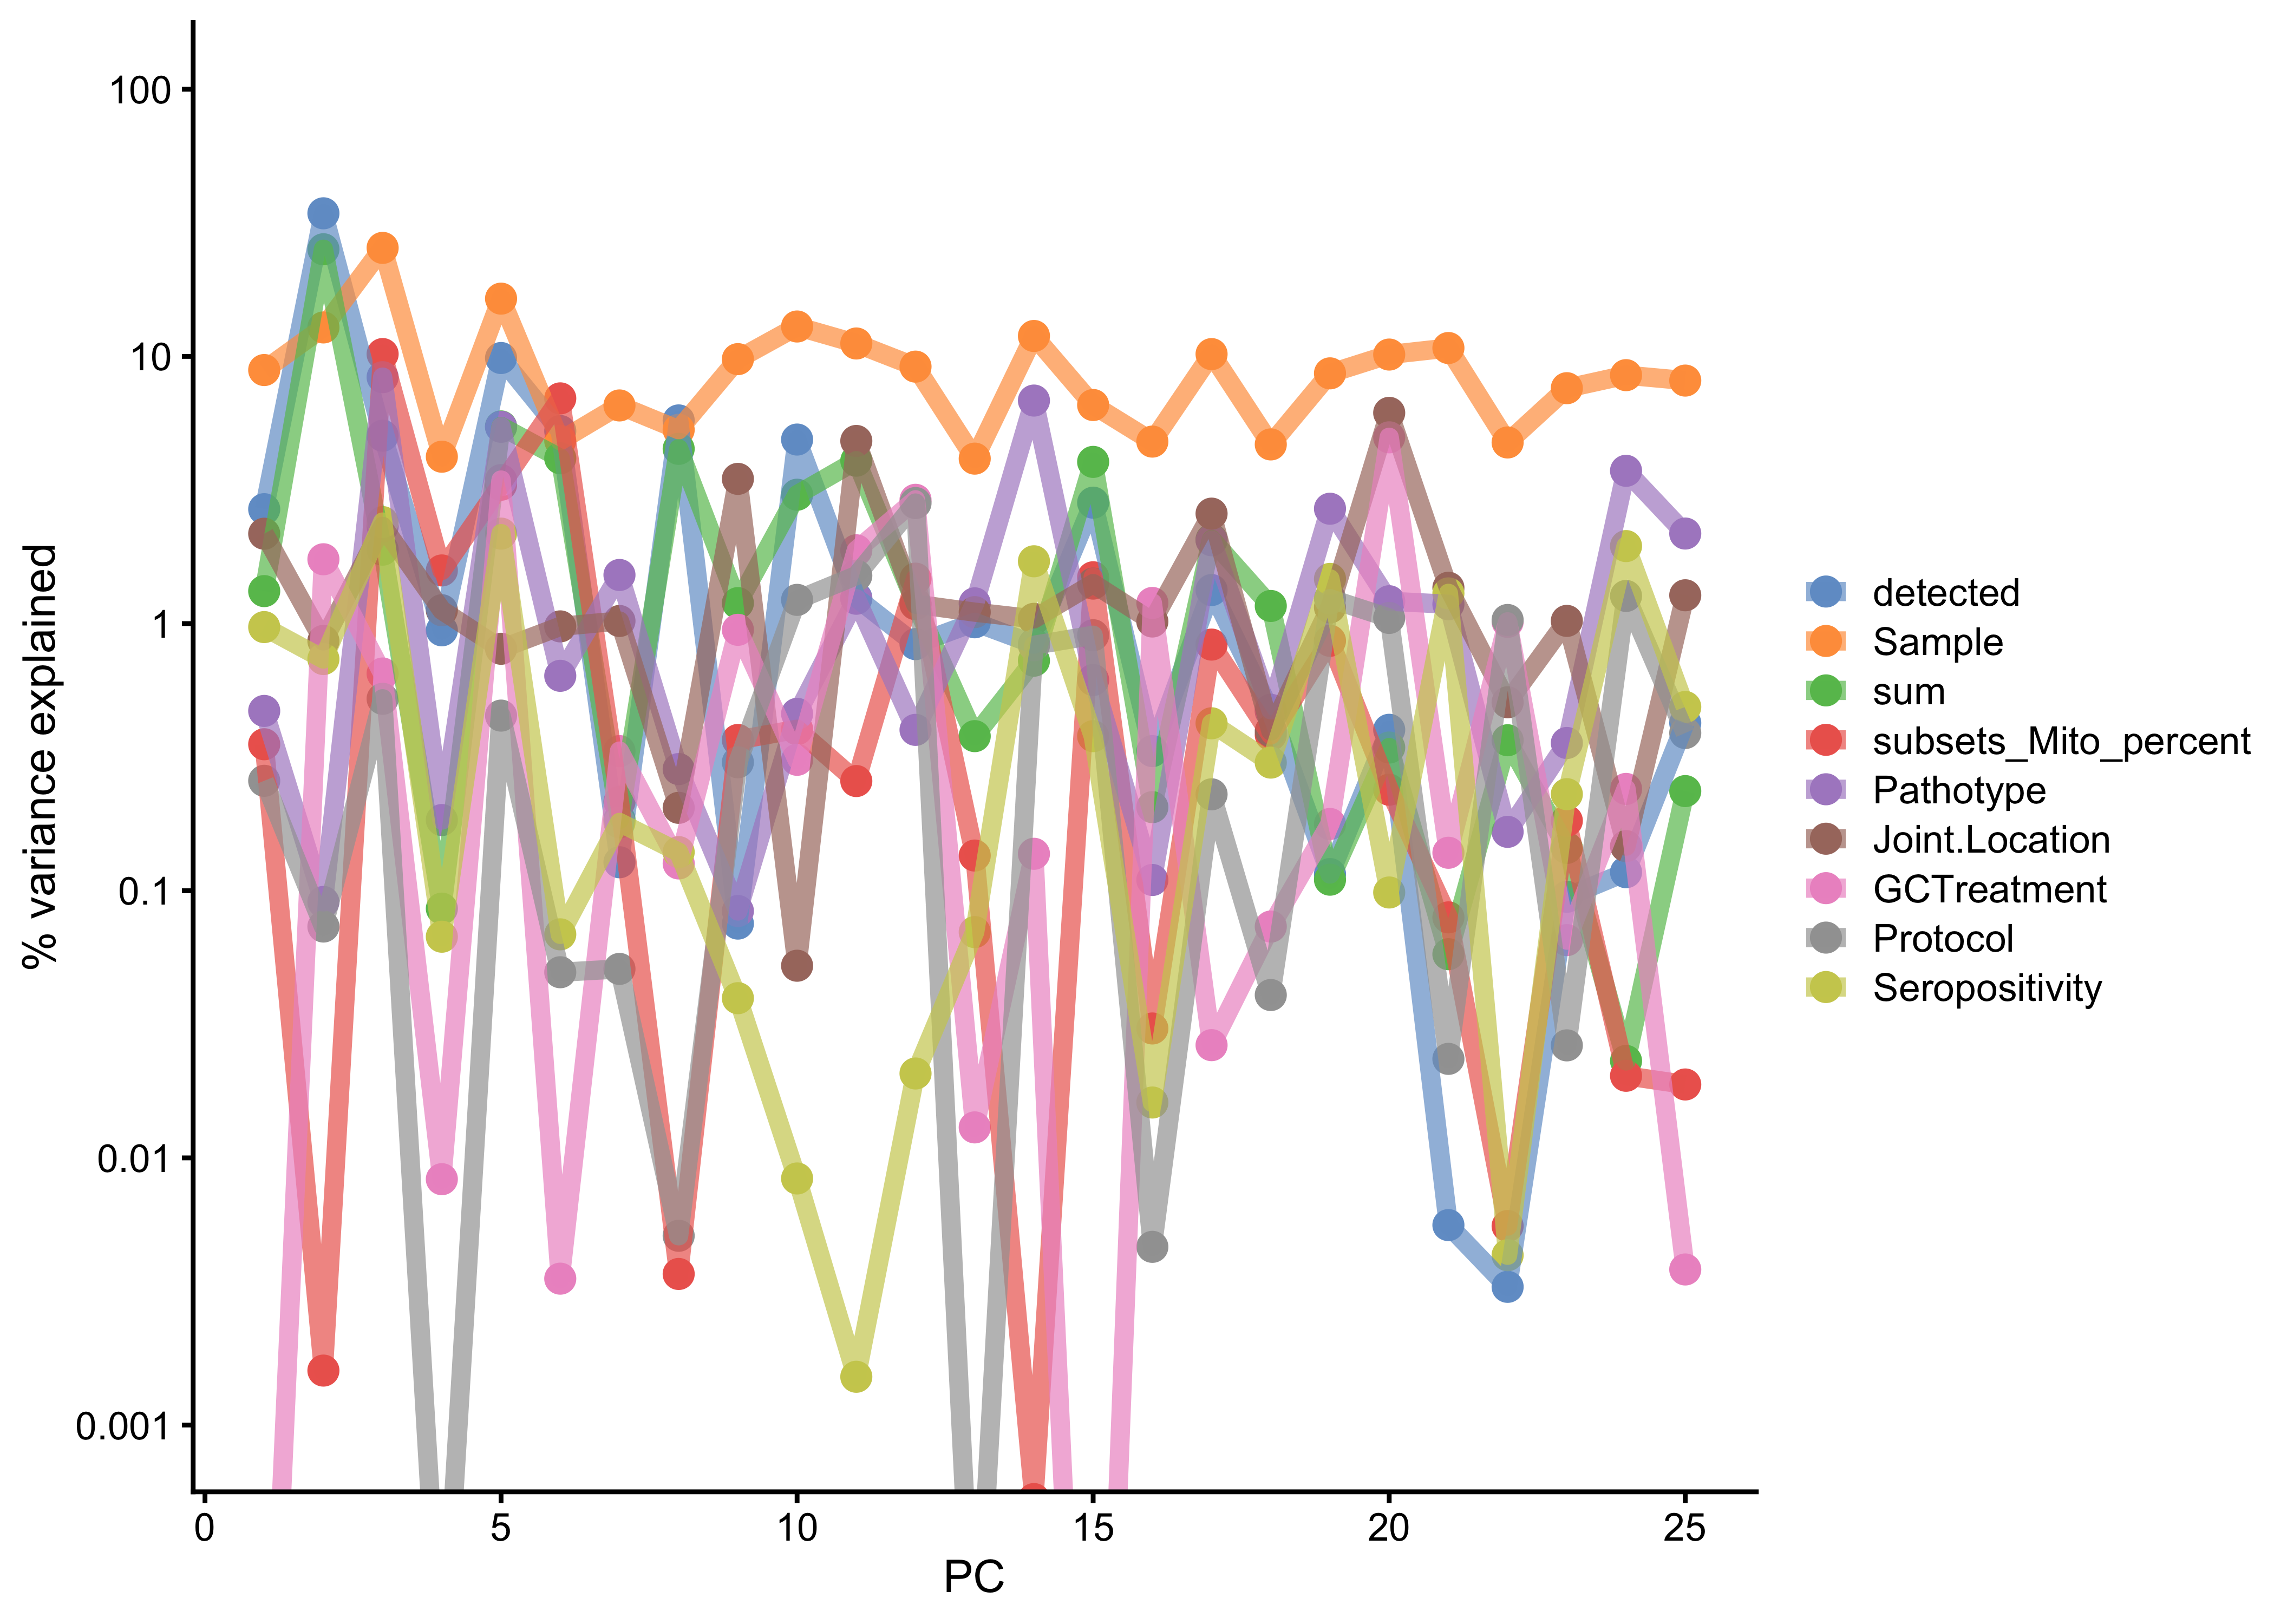 % variance explained
100
10
1
0.1
0.01
0.001
0
5
10
15
20
25
PC
detected
Sample
sum
subsets_Mito_percent
Pathotype
Joint.Location
GCTreatment
Protocol
Seropositivity